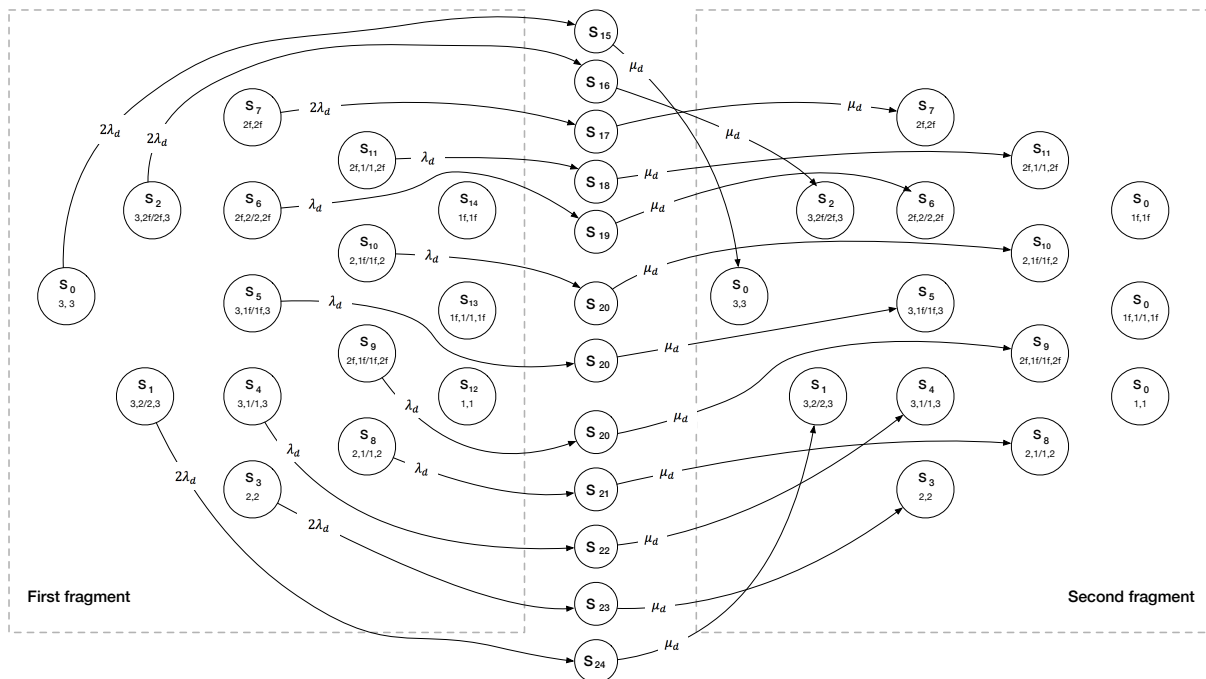 S15
S16
S17
S18
S19
S20
S20
S20
S21
S22
S23
S24
First fragment
S0
3, 3
S2
3,2f/2f,3
S1
3,2/2,3
S7
2f,2f
S6
2f,2/2,2f
S5
3,1f/1f,3
S4
3,1/1,3
S3
2,2
S11
2f,1/1,2f
S10
2,1f/1f,2
S9
2f,1f/1f,2f
S8
2,1/1,2
S14
1f,1f
S13
1f,1/1,1f
S12
1,1
2λd
2λd
2λd
λd
λd
λd
λd
λd
λd
λd
2λd
2λd
μd
μd
μd
μd
μd
μd
μd
μd
μd
μd
μd
μd
Second fragment
S0
3,3
S2
3,2f/2f,3
S1
3,2/2,3
S7
2f,2f
S6
2f,2/2,2f
S5
3,1f/1f,3
S4
3,1/1,3
S3
2,2
S11
2f,1/1,2f
S10
2,1f/1f,2
S9
2f,1f/1f,2f
S8
2,1/1,2
S0
1f,1f
S0
1f,1/1,1f
S0
1,1